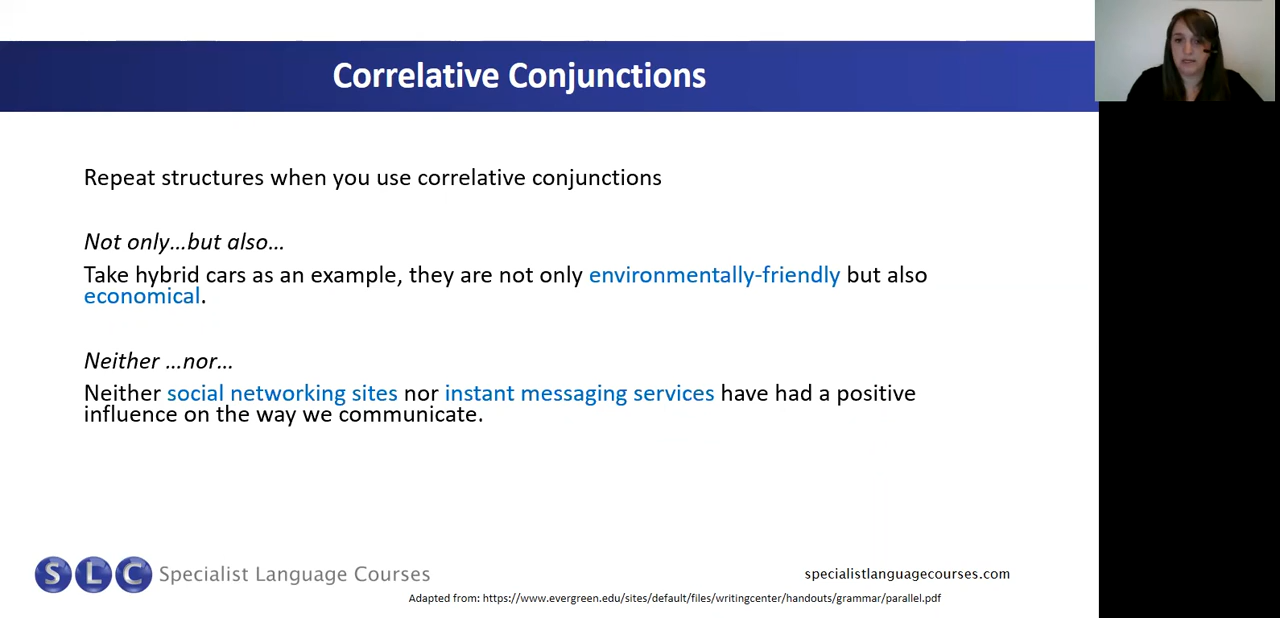 Correlative Conjunctions
Repeat structures when you use correlative conjunctions
Not only…but also…
Take hybrid cars as an example, they are not only environmentally-friendly but also
economical.
Neither …nor…
Neither social networking sites nor instant messaging services have had a positive
influence on the way we communicate.
SLC Specialist Language Courses
specialistlanguagecourses.com
Adapted from: https://www.evergreen.edu/sites/default/files/writingcenter/handouts/grammar/parallel.pdf